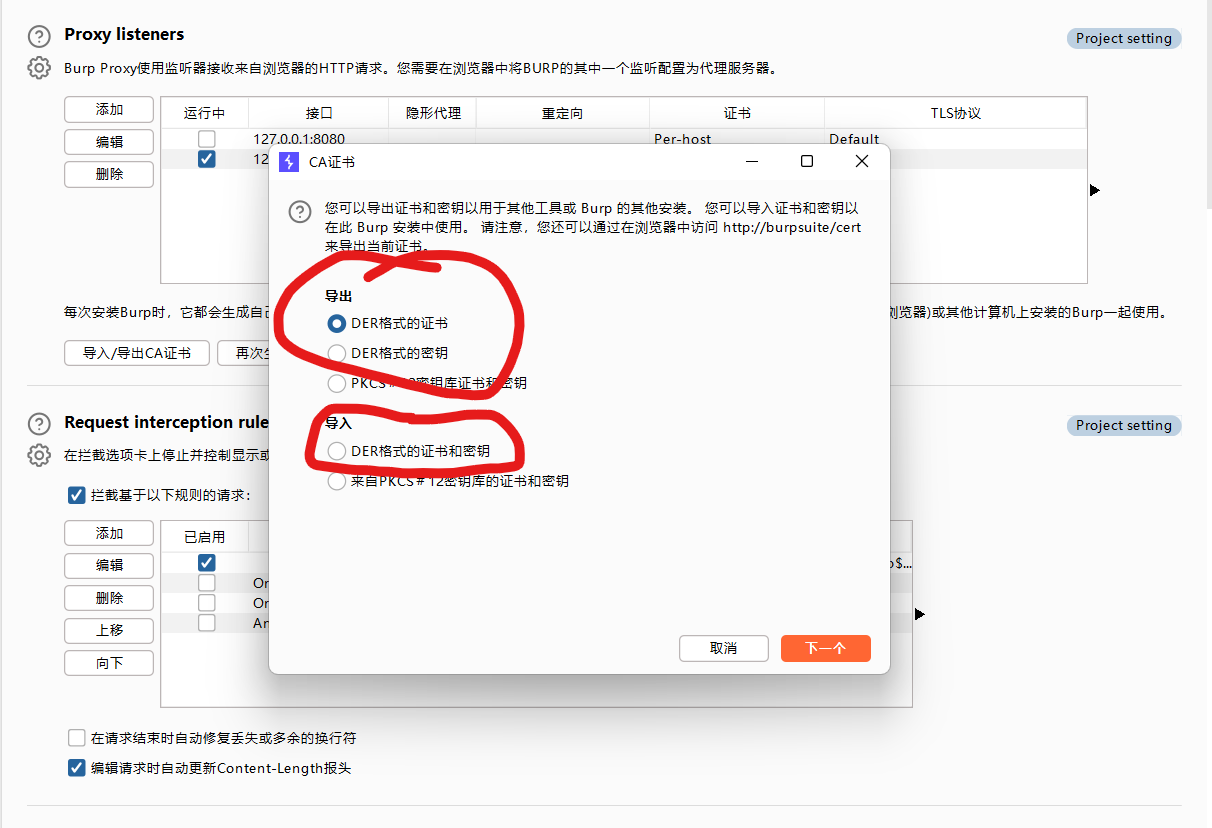 Proxy listeners
Project setting
Burp Proxy使用监听器接收来自浏览器的HTTP请求。您需要在浏览器中将BURP的其中一个监听配置为代理服务器。
添加
运行中 接口 隐形代理 重定向 证书 TLS协议
编辑
127.0.0.1:8080 Per-host Default
12
删除
CA证书
您可以导出证书和密钥以用于其他工具或 Burp 的其他安装。 您可以导入证书和密钥以
在此 Burp 安装中使用。 请注意，您还可以通过在浏览器中访问 http://burpsuite/cert
来导出当前证书。
导出
DER格式的证书
DER格式的密钥
PKCS 密钥库证书和密钥
导入
DER格式的证书和密钥
来自PKCS＃12密钥库的证书和密钥
取消
下一个
每次安装Burp时，它都会生成自己
浏览器)或其他计算机上安装的Burp一起使用。
导入/导出CA证书
再次生
Request interception rule
Project setting
在拦截选项卡上停止并控制显示或
拦截基于以下规则的请求：
添加
已启用
编辑
$...
删除
Or
上移
Or
向下
An
在请求结束时自动修复丢失或多余的换行符
编辑请求时自动更新Content-Length报头